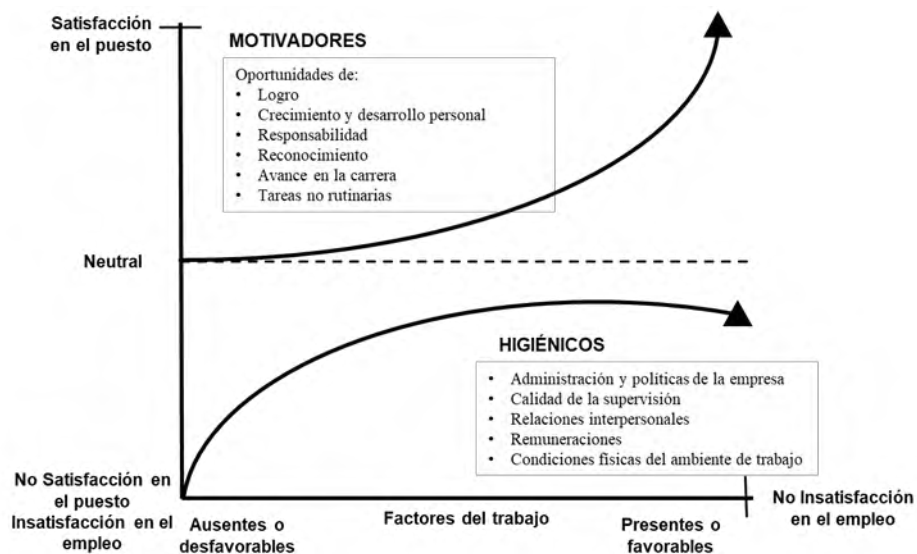 Satisfacción
en el puesto
MOTIVADORES
Oportunidades de:
• Logro
• Crecimiento y desarrollo personal
• Responsabilidad
• Reconocimiento
• Avance en la carrera
• Tareas no rutinarias
Neutral
HIGIÉNICOS
• Administración y políticas de la empresa
• Calidad de la supervisión
• Relaciones interpersonales
• Remuneraciones
• Condiciones físicas del ambiente de trabajo
No Satisfacción en
el puesto
Insatisfacción en el
empleo
Ausentes o
desfavorables
Factores del trabajo
Presentes o
favorables
No Insatisfacción
en el empleo